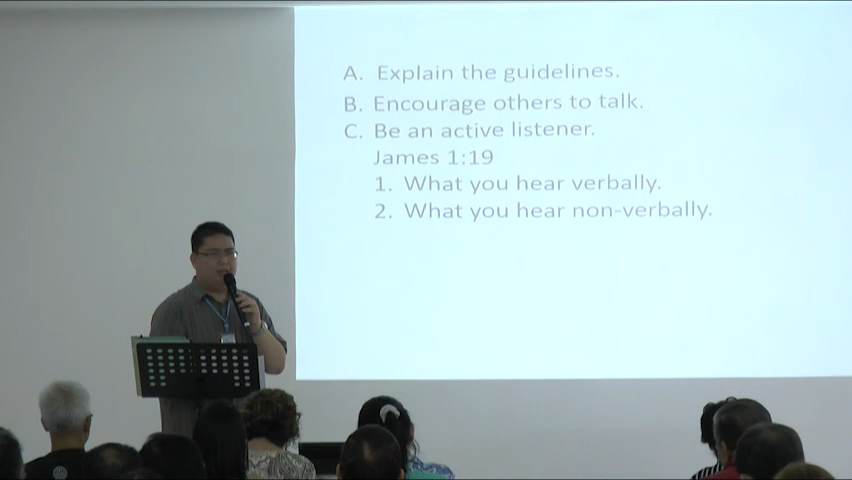 A. Explain the guidelines.
B. Encourage others to talk.
C. Be an active listener.
James 1:19
1. What you hear verbally.
2. What you hear non-verbally.